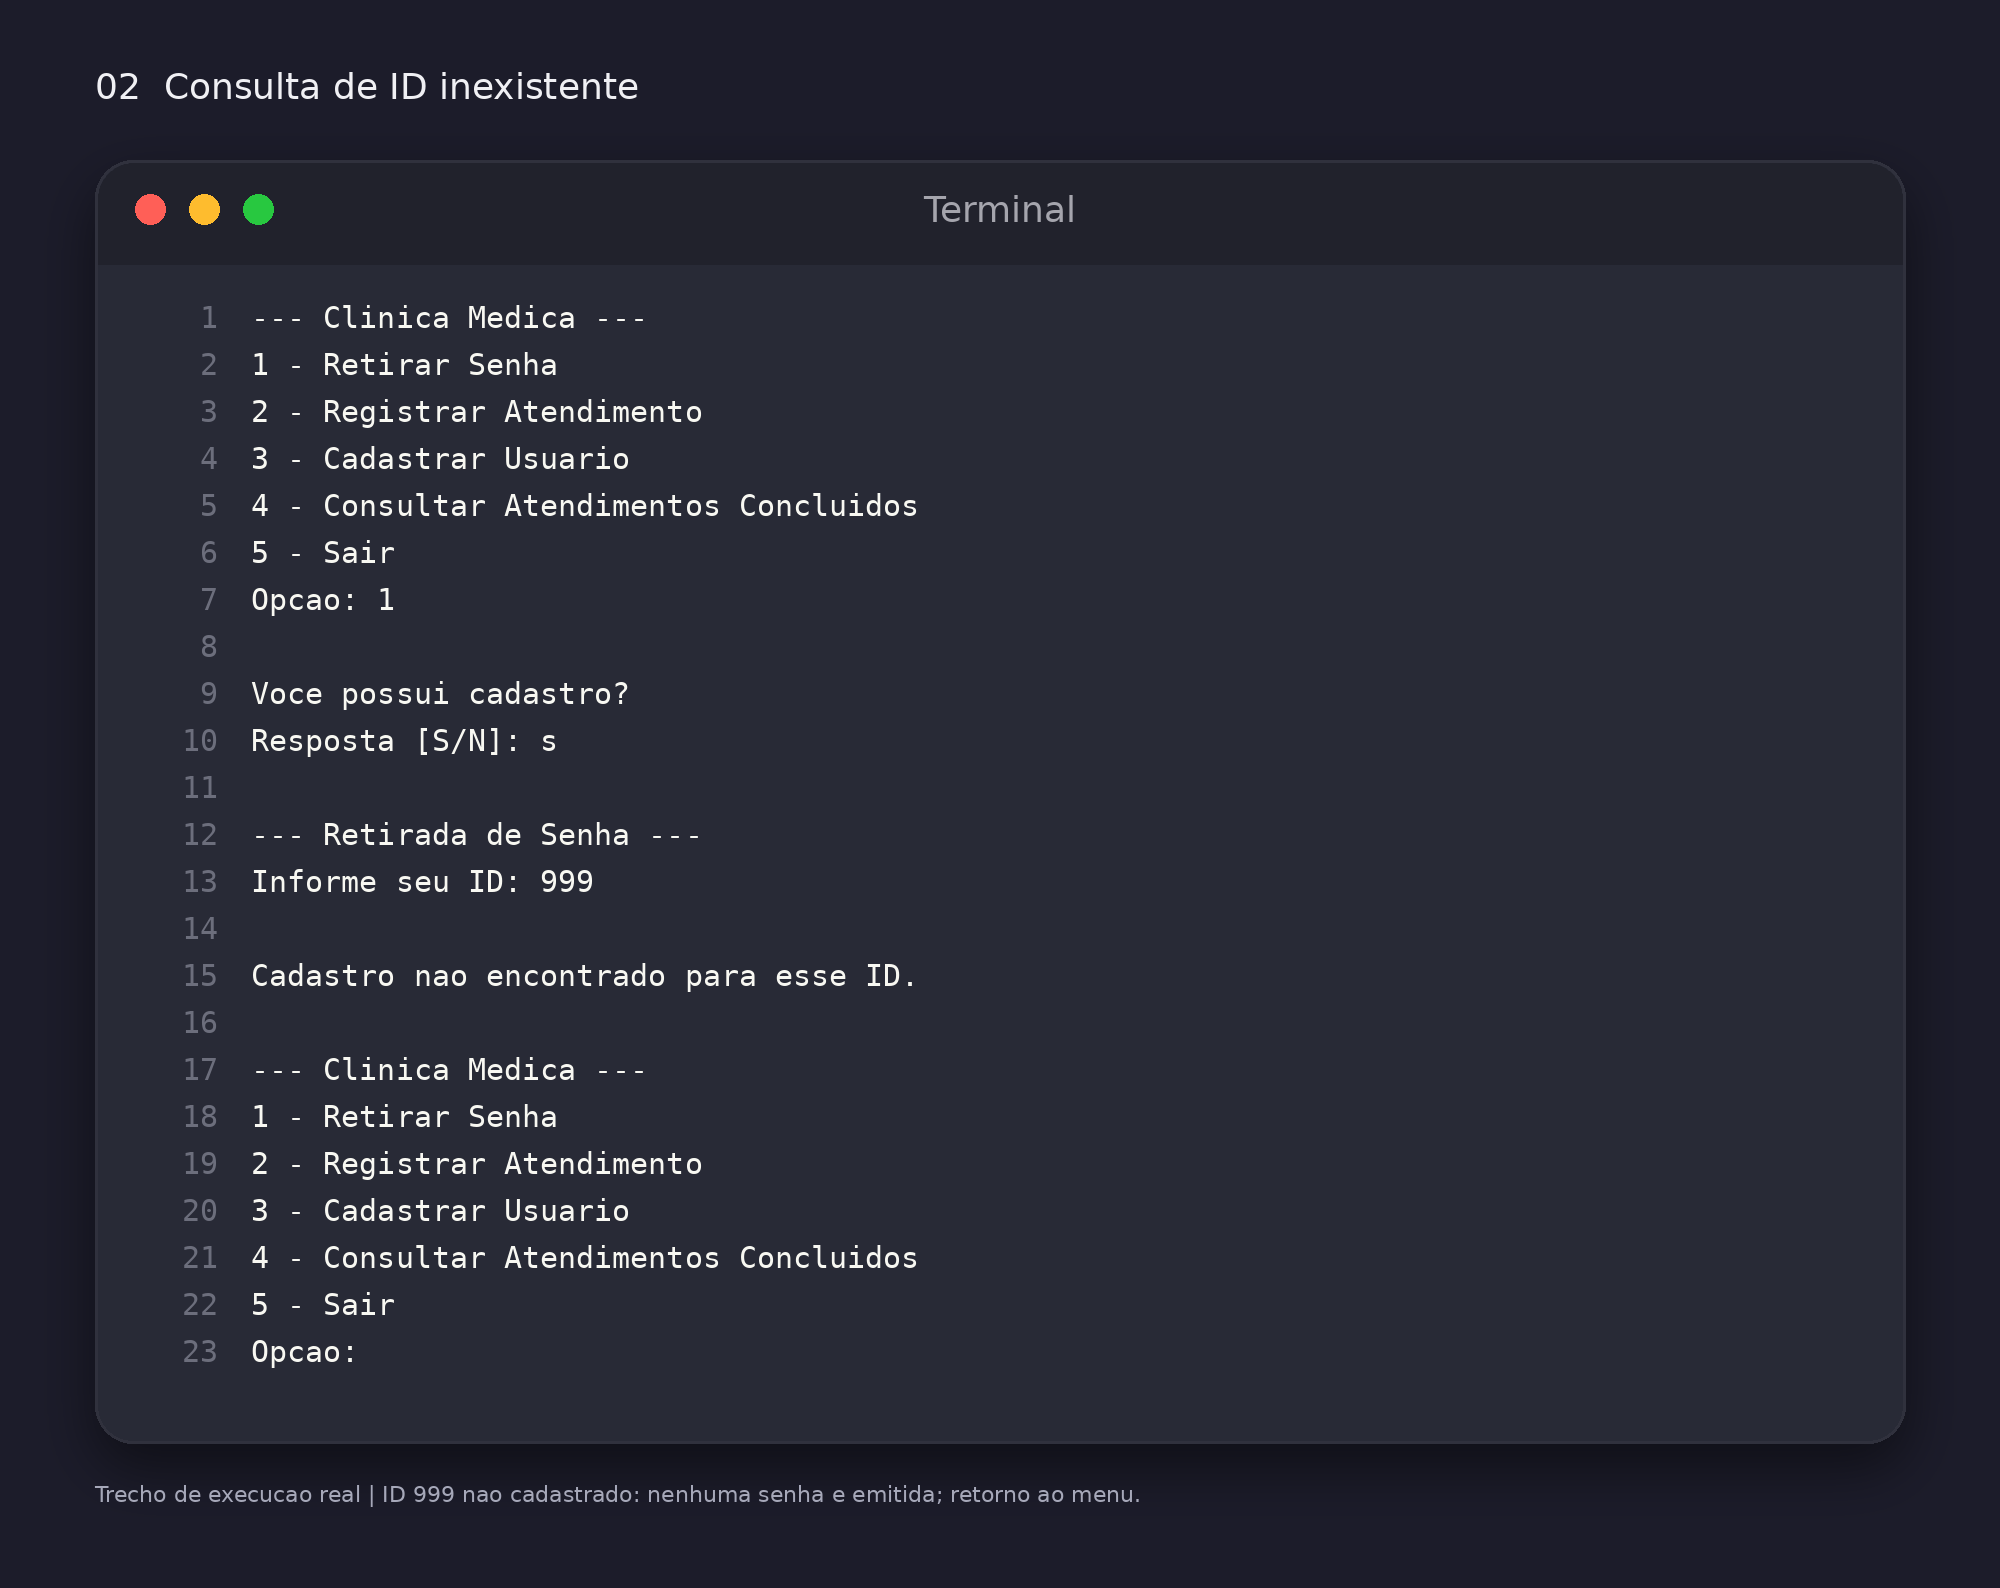 02  Consulta de ID inexistente
Terminal
1 --- Clinica Medica ---
2 1 - Retirar Senha
3 2 - Registrar Atendimento
4 3 - Cadastrar Usuario
5 4 - Consultar Atendimentos Concluidos
6 5 - Sair
7 Opcao: 1
8
9 Voce possui cadastro?
10 Resposta [S/N]: s
11
12 --- Retirada de Senha ---
13 Informe seu ID: 999
14
15 Cadastro nao encontrado para esse ID.
16
17 --- Clinica Medica ---
18 1 - Retirar Senha
19 2 - Registrar Atendimento
20 3 - Cadastrar Usuario
21 4 - Consultar Atendimentos Concluidos
22 5 - Sair
23 Opcao:
Trecho de execucao real | ID 999 nao cadastrado: nenhuma senha e emitida; retorno ao menu.